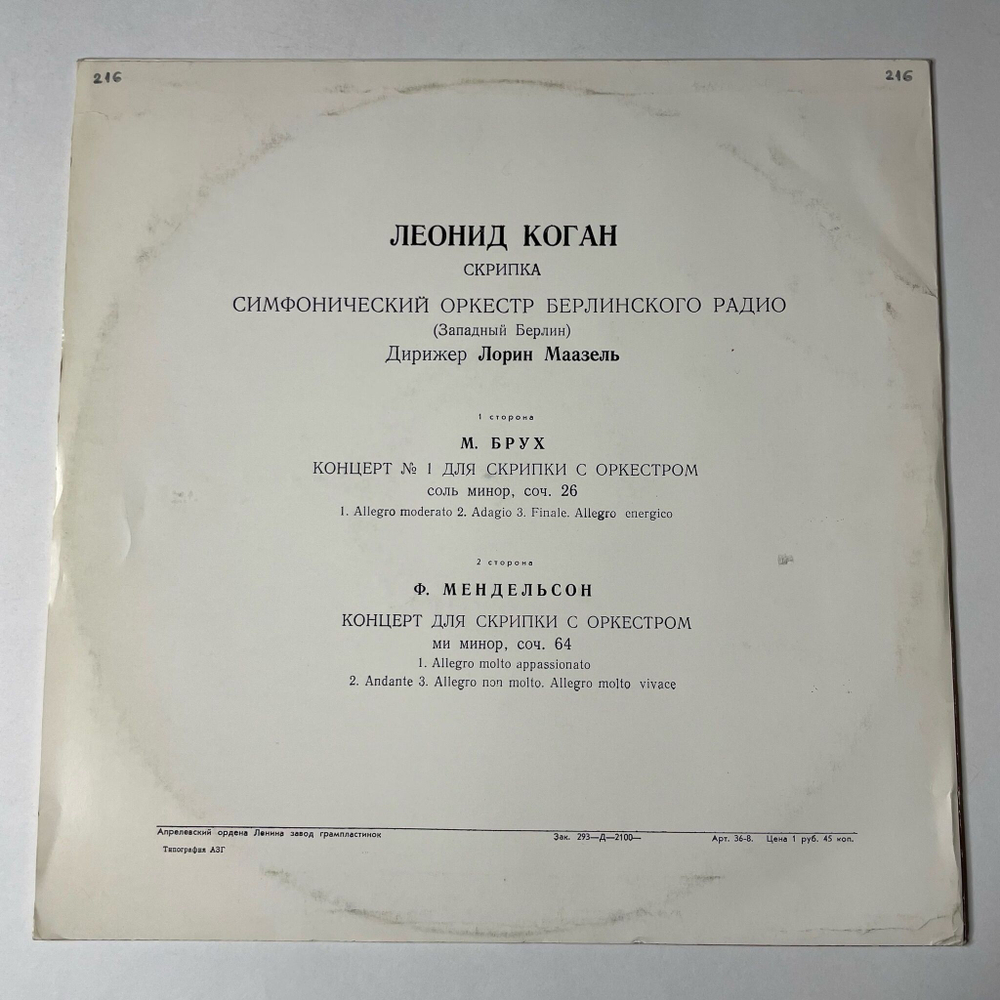 216 216
ЛЕОНИД КОГАН
СКРИПКА
СИМФОНИЧЕСКИЙ ОРКЕСТР БЕРЛИНСКОГО РАДИО
(Западный Берлин)
Дирижер Лорин Маазель
1 сторона
М. БРУХ
КОНЦЕРТ № 1 ДЛЯ СКРИПКИ С ОРКЕСТРОМ
соль минор, соч. 26
1. Allegro moderato 2. Adagio 3. Finale. Allegro energico
2 сторона
Ф. МЕНДЕЛЬСОН
КОНЦЕРТ ДЛЯ СКРИПКИ С ОРКЕСТРОМ
ми минор, соч. 64
1. Allegro molto appassionato
2. Andante 3. Allegro non molto. Allegro molto vivace
Апрелевский ордена Ленина завод грампластинок Зак. 293—Д—2100— Арт. 36-8. Цена 1 руб. 45 коп.
Типография АЗГ